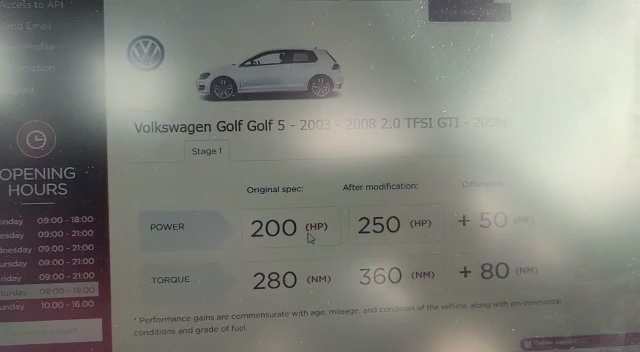 Access to API
Volkswagen Golf Golf 5 - 2003 - 2008 2.0 TFSI GTI - 200hp
Stage 1
OPENING
HOURS
Original spec: After modification: Difference:
POWER 200 (HP) 250 (HP) + 50 (HP)
TORQUE 280 (NM) 360 (NM) + 80 (NM)
09:00 - 18:00
09:00 - 21:00
09:00 - 21:00
09:00 - 21:00
09:00 - 21:00
09:00 - 18:00
10:00 - 16:00
* Performance gains are commensurate with age, mileage, and condition of the vehicle, along with environmental
conditions and grade of fuel.